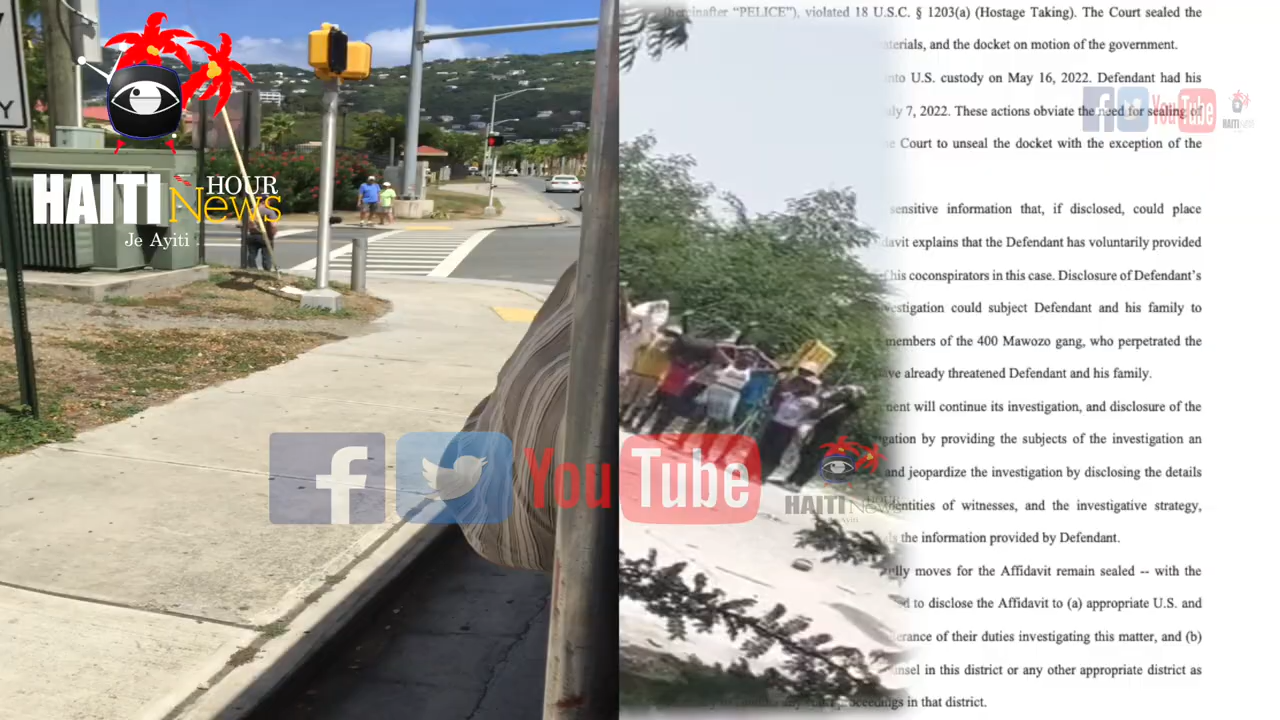 Y
HAITI HOUR
News
Je Ayiti
(hereinafter “PELICE”), violated 18 U.S.C. § 1203(a) (Hostage Taking). The Court sealed the
and the docket on motion of the government.
U.S. custody on May 16, 2022. Defendant had his
7, 2022. These actions obviate the need for sealing of
f YouTube
HAITI News
Court to unseal the docket with the exception of the
sensitive information that, if disclosed, could place
explains that the Defendant has voluntarily provided
his coconspirators in this case. Disclosure of Defendant’s
could subject Defendant and his family to
members of the 400 Mawozo gang, who perpetrated the
already threatened Defendant and his family.
will continue its investigation, and disclosure of the
by providing the subjects of the investigation an
and jeopardize the investigation by disclosing the details
of witnesses, and the investigative strategy,
the information provided by Defendant.
moves for the Affidavit remain sealed -- with the
to disclose the Affidavit to (a) appropriate U.S. and
of their duties investigating this matter, and (b)
in this district or any other appropriate district as
in that district.
f YouTube
HAITI HOUR
News
Je Ayiti